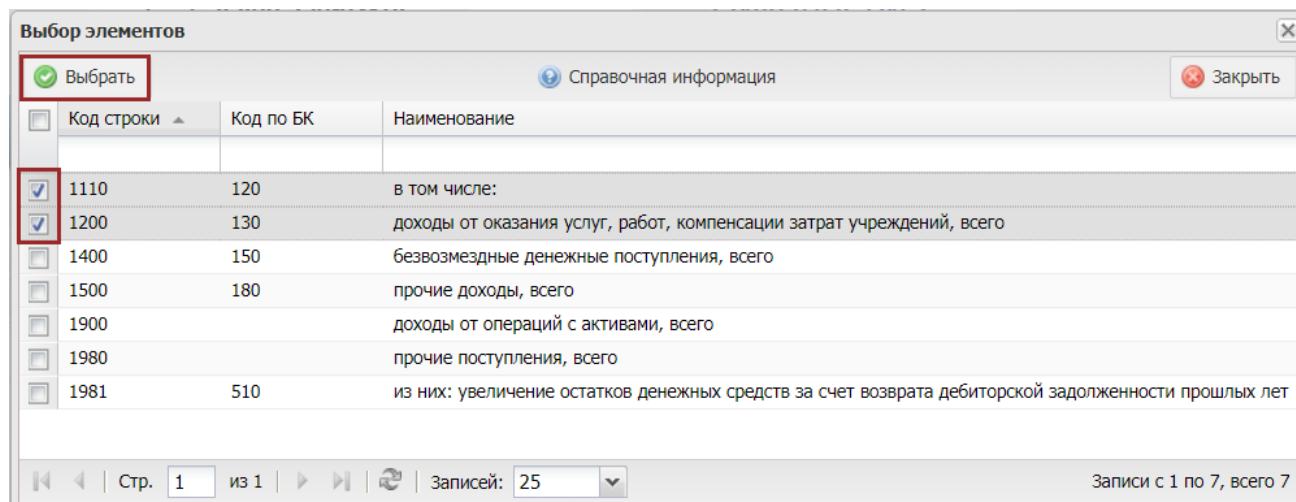 Выбор элементов
Выбрать Справочная информация Закрыть
Код строки Код по БК Наименование
1110 120 в том числе:
1200 130 доходы от оказания услуг, работ, компенсации затрат учреждений, всего
1400 150 безвозмездные денежные поступления, всего
1500 180 прочие доходы, всего
1900 доходы от операций с активами, всего
1980 прочие поступления, всего
1981 510 из них: увеличение остатков денежных средств за счет возврата дебиторской задолженности прошлых лет
Стр. 1 из 1 Записей: 25 Записи с 1 по 7, всего 7